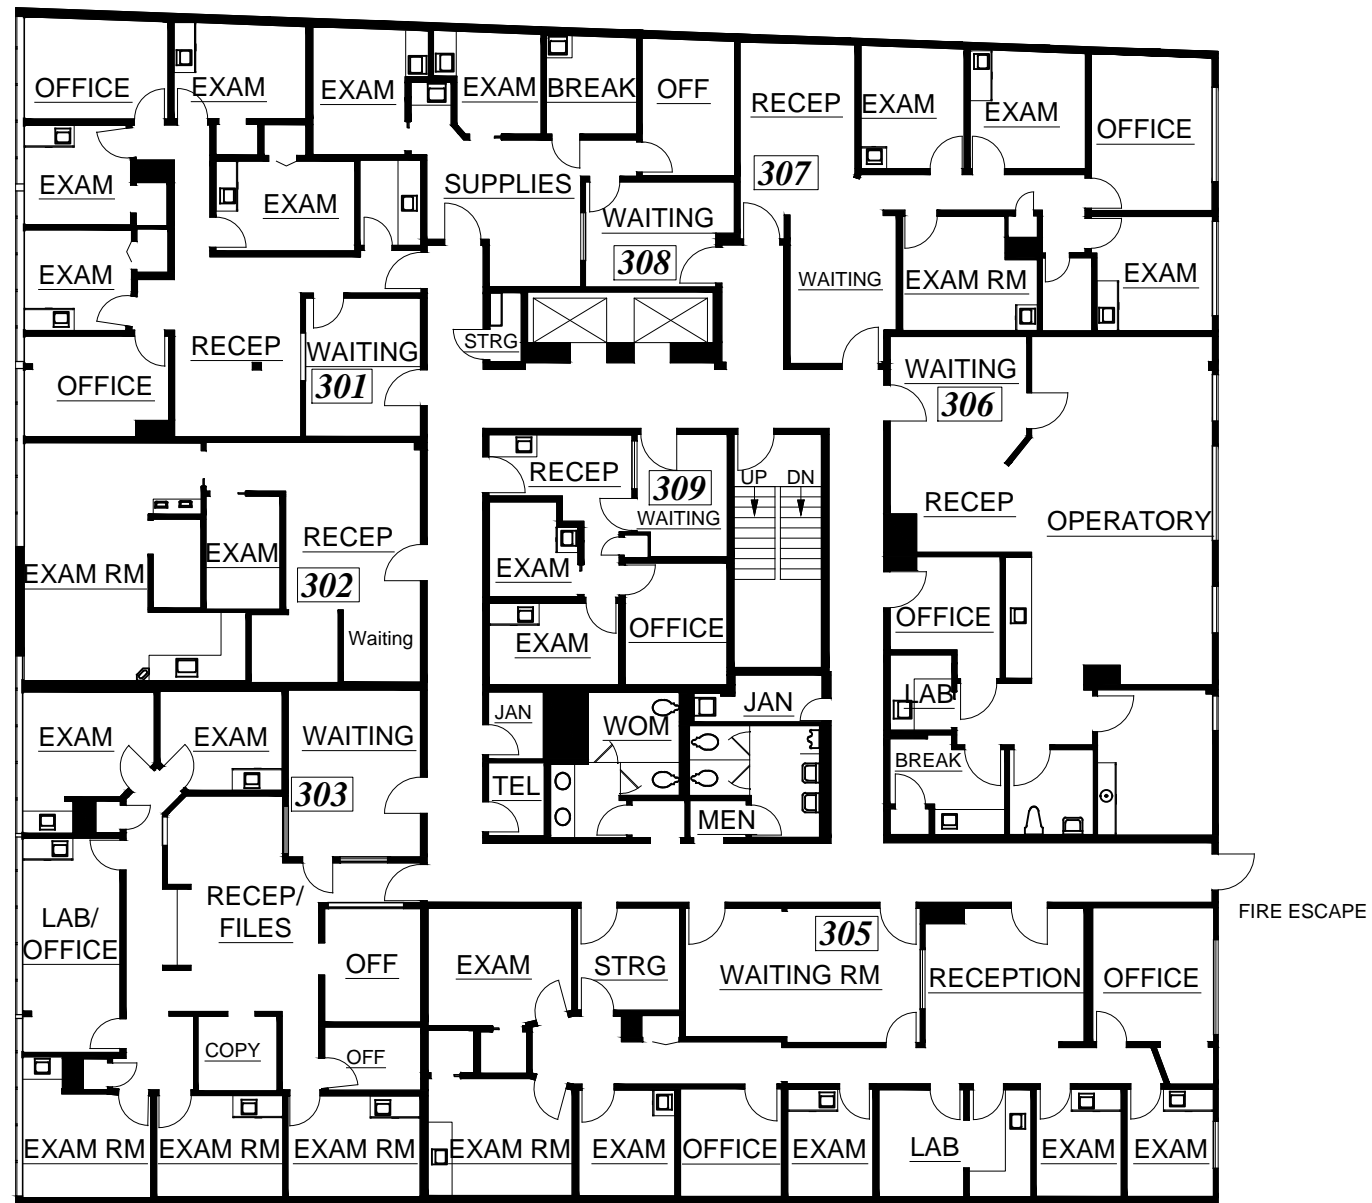 OFFICE
EXAM
EXAM
EXAM
BREAK
OFF
RECEP
EXAM
EXAM
OFFICE
307
EXAM
EXAM
SUPPLIES
WAITING
308
EXAM
WAITING
EXAM RM
EXAM
RECEP
WAITING
301
STRG
OFFICE
WAITING
306
RECEP
309
WAITING
UP
DN
RECEP
OPERATORY
RECEP
EXAM
EXAM RM
302
EXAM
Waiting
EXAM
OFFICE
OFFICE
LAB
EXAM
EXAM
WAITING
JAN
WOM
JAN
BREAK
303
TEL
MEN
RECEP/
FILES
LAB/
OFFICE
OFF
EXAM
STRG
305
WAITING RM
RECEPTION
OFFICE
FIRE ESCAPE
COPY
OFF
EXAM RM
EXAM RM
EXAM RM
EXAM RM
EXAM
OFFICE
EXAM
LAB
EXAM
EXAM